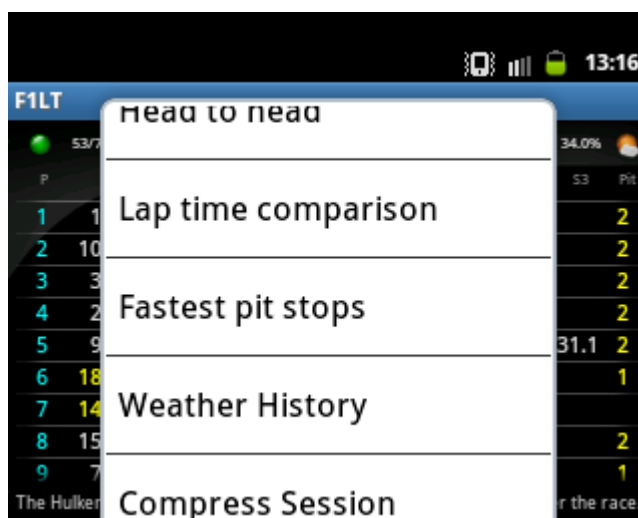 13:16
F1LT
Head to head
53/7 34.0%
P S3 Pit
1 1 2
Lap time comparison
2 10 2
3 3 2
4 2 2
Fastest pit stops
5 9 31.1 2
6 18 1
7 14
Weather History
8 15 2
9 7 1
The Hulken r the race
Compress Session